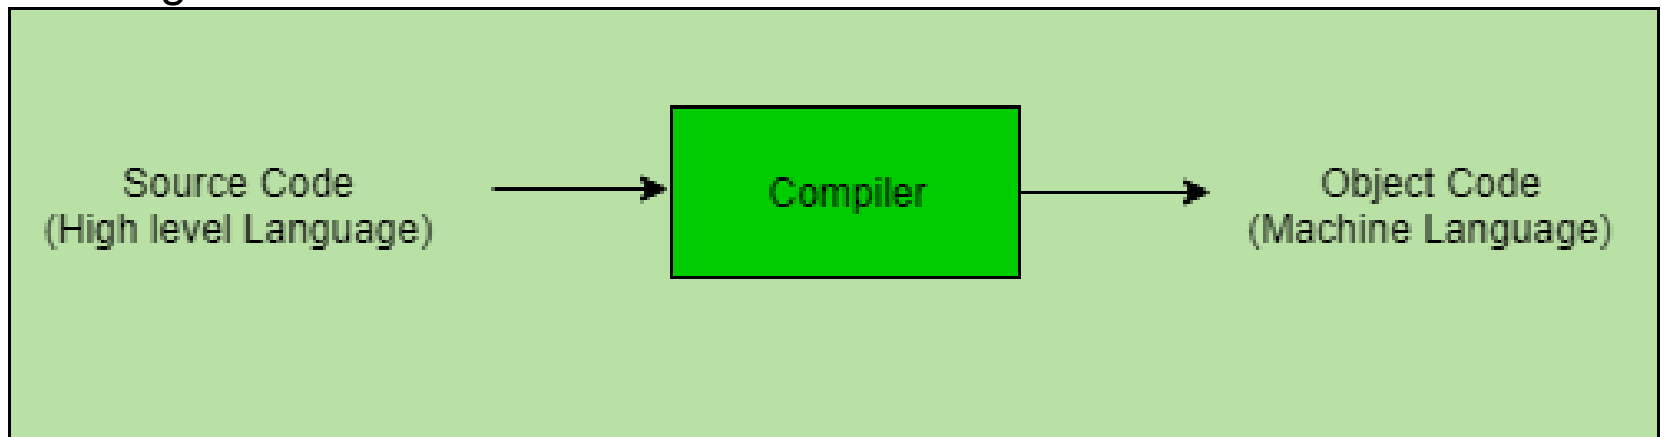 Source Code
(High level Language)
Compiler
Object Code
(Machine Language)